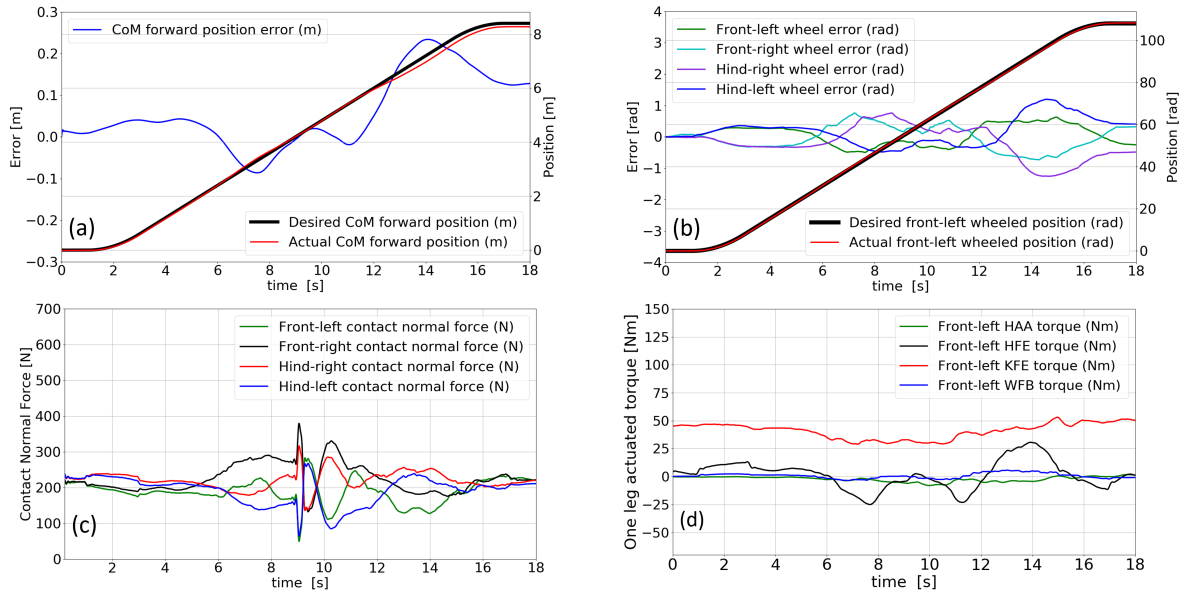 0.3
0.2
0.1
0.0
−0.1
−0.2
−0.3
Error [m]
CoM forward position error (m)
Desired CoM forward position (m)
Actual CoM forward position (m)
(a)
8
6
4
2
0
Position [m]
0 2 4 6 8 10 12 14 16 18
time [s]
4
3
2
1
0
−1
−2
−3
−4
Error [rad]
Front-left wheel error (rad)
Front-right wheel error (rad)
Hind-right wheel error (rad)
Hind-left wheel error (rad)
Desired front-left wheeled position (rad)
Actual front-left wheeled position (rad)
(b)
100
80
60
40
20
0
Position [rad]
0 2 4 6 8 10 12 14 16 18
time [s]
700
600
500
400
300
200
100
0
Contact Normal Force [N]
Front-left contact normal force (N)
Front-right contact normal force (N)
Hind-right contact normal force (N)
Hind-left contact normal force (N)
(c)
2 4 6 8 10 12 14 16 18
time [s]
150
125
100
75
50
25
0
−25
−50
One leg actuated torque [Nm]
Front-left HAA torque (Nm)
Front-left HFE torque (Nm)
Front-left KFE torque (Nm)
Front-left WFB torque (Nm)
(d)
0 2 4 6 8 10 12 14 16 18
time [s]